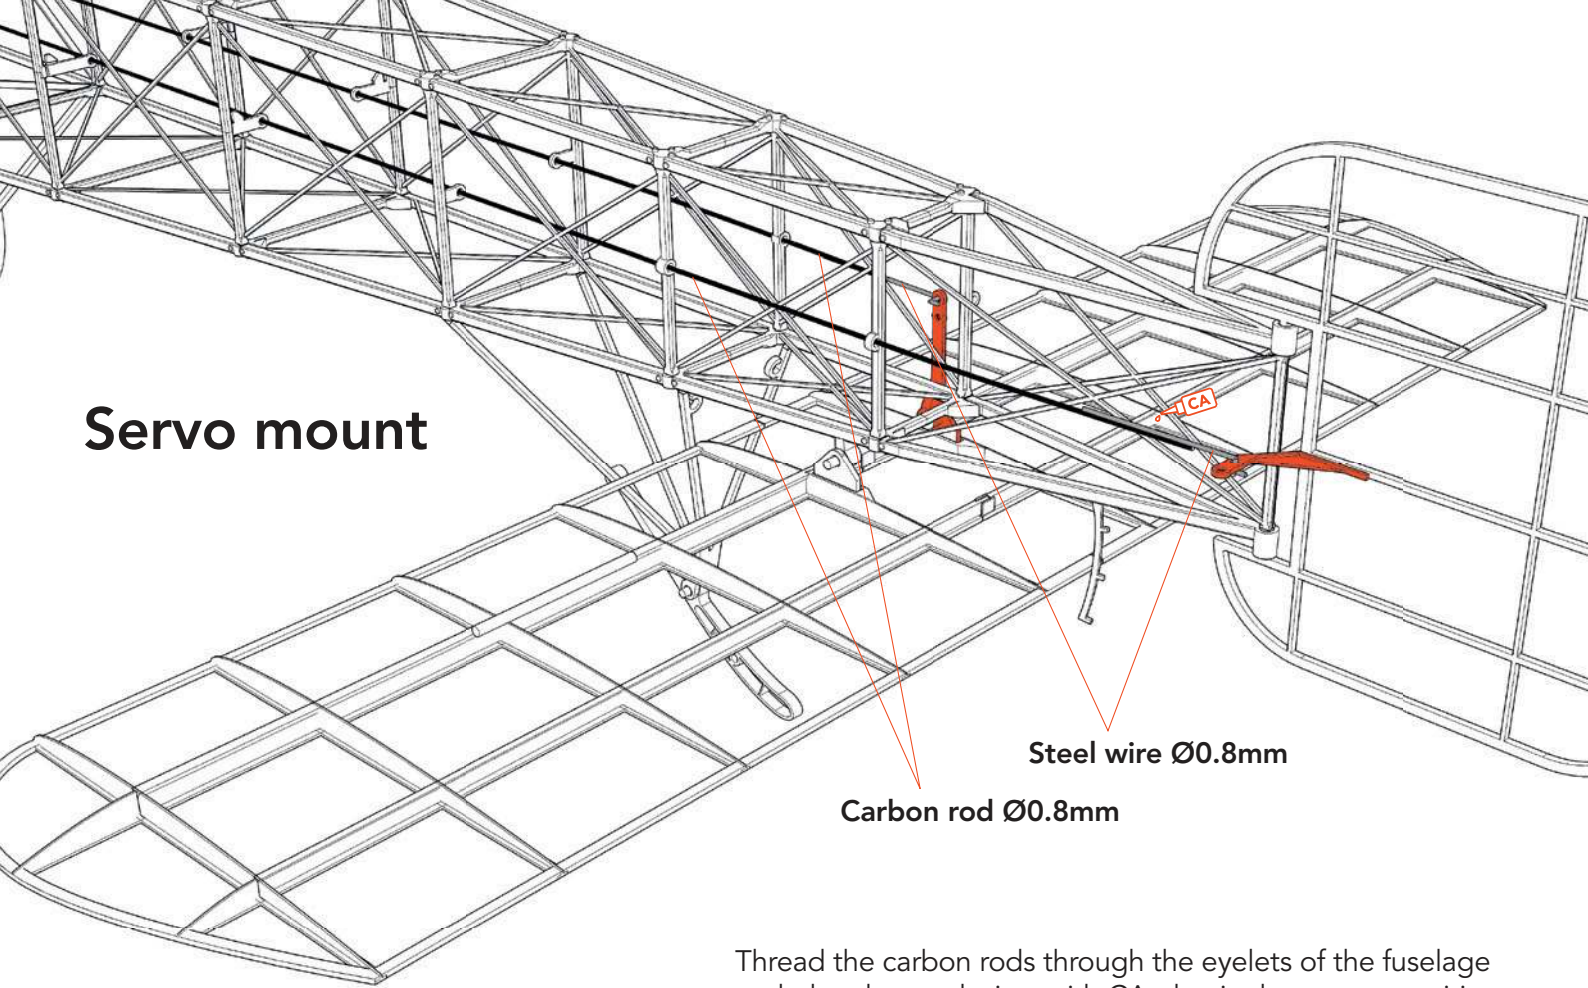 Servo mount
CA
Steel wire Ø0.8mm
Carbon rod Ø0.8mm
Thread the carbon rods through the eyelets of the fuselage